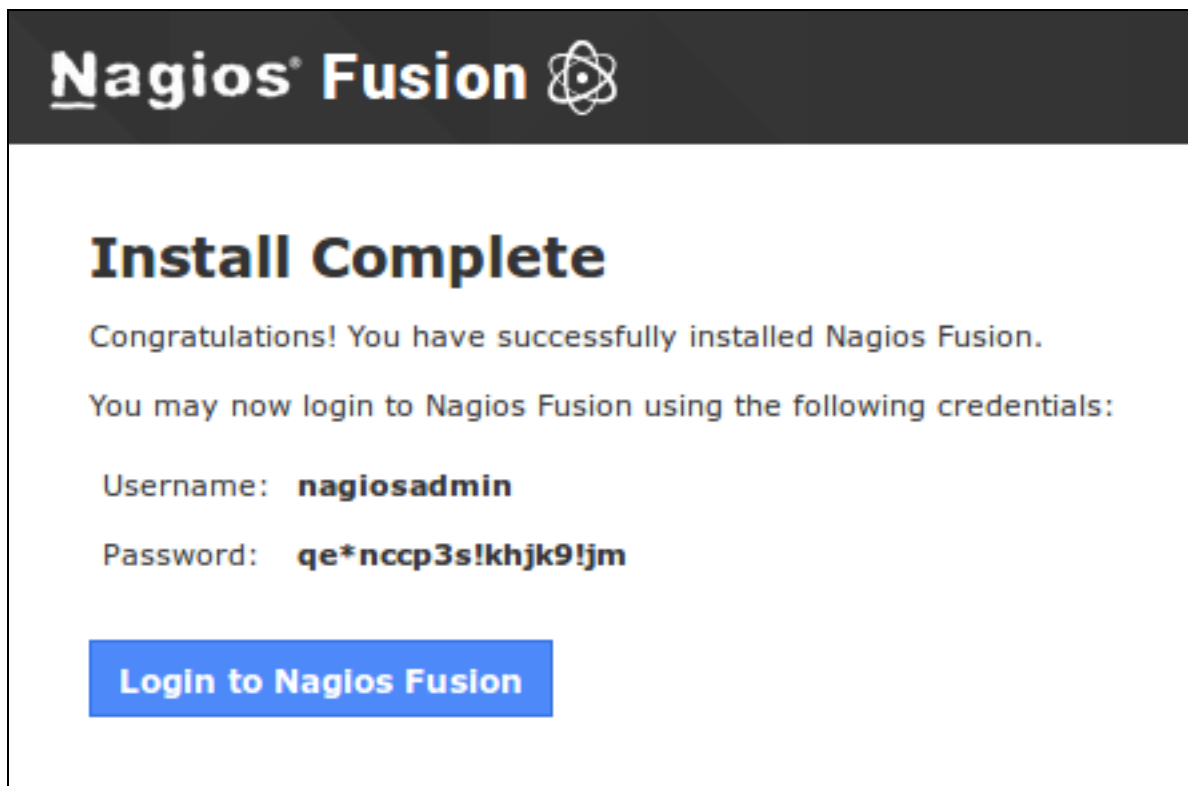 Nagios® Fusion
Install Complete
Congratulations! You have successfully installed Nagios Fusion.
You may now login to Nagios Fusion using the following credentials:
Username: nagiosadmin
Password: qe*nccp3s!khjk9!jm
Login to Nagios Fusion